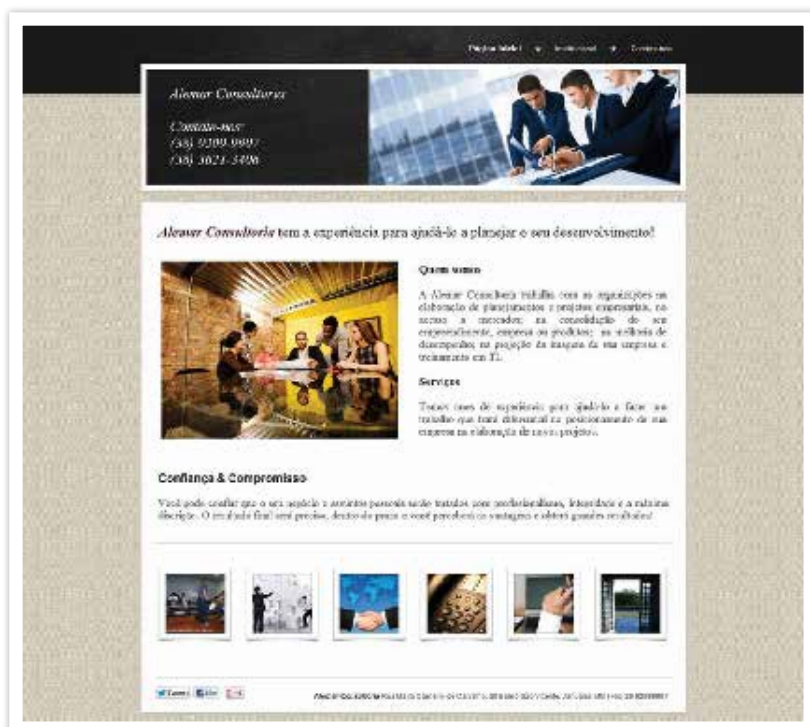 Página Inicial
Institucional
Alemar Consultores
Contate-nos:
Alemar Consultoria tem a experiência para ajudá-lo a planejar o seu desenvolvimento!
Quem somos
A Alemar Consultoria trabalha com as organizações na
elaboração de planejamentos e projetos empresariais, no
acesso a mercados; na consolidação do seu
empreendimento, empresa ou produtos; na melhoria de
desempenho; na projeção da imagem da sua empresa e
treinamento em TI.
Serviços
Temos anos de experiência para ajudá-lo a fazer um
trabalho que trará diferencial no posicionamento de sua
empresa na elaboração de novos projetos.
Confiança & Compromisso
Você pode confiar que o seu negócio e assuntos pessoais serão tratados com profissionalismo, integridade e a máxima
discrição. O resultado final será preciso, dentro do prazo e você perceberá as vantagens e obterá grandes resultados!
Alemar Consultoria